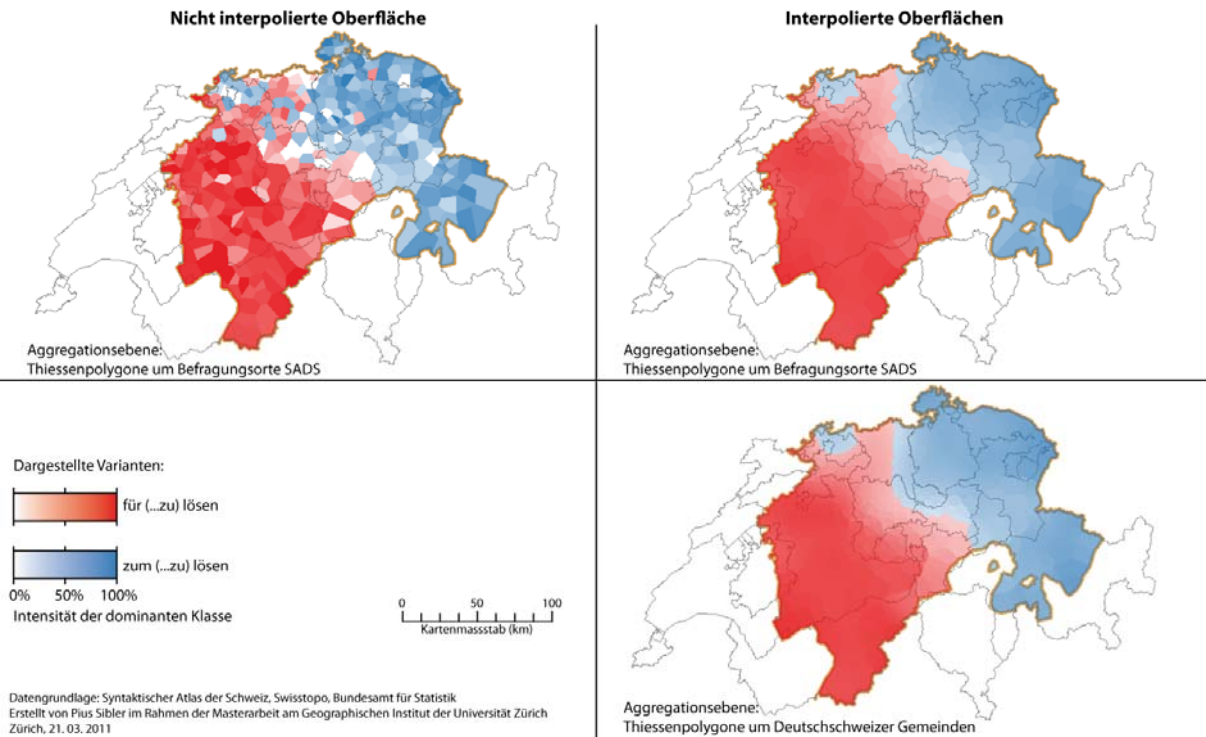 Nicht interpolierte Oberfläche
Interpolierte Oberflächen
Aggregationsebene:
Thiessenpolygone um Befragungsorte SADS
Aggregationsebene:
Thiessenpolygone um Befragungsorte SADS
Dargestellte Varianten:
für (...zu) lösen
zum (...zu) lösen
0% 50% 100%
Intensität der dominanten Klasse
0 50 100
Kartenmassstab (km)
Datengrundlage: Syntaktischer Atlas der Schweiz, Swisstopo, Bundesamt für Statistik
Erstellt von Pius Sibler im Rahmen der Masterarbeit am Geographischen Institut der Universität Zürich
Zürich, 21. 03. 2011
Aggregationsebene:
Thiessenpolygone um Deutschschweizer Gemeinden